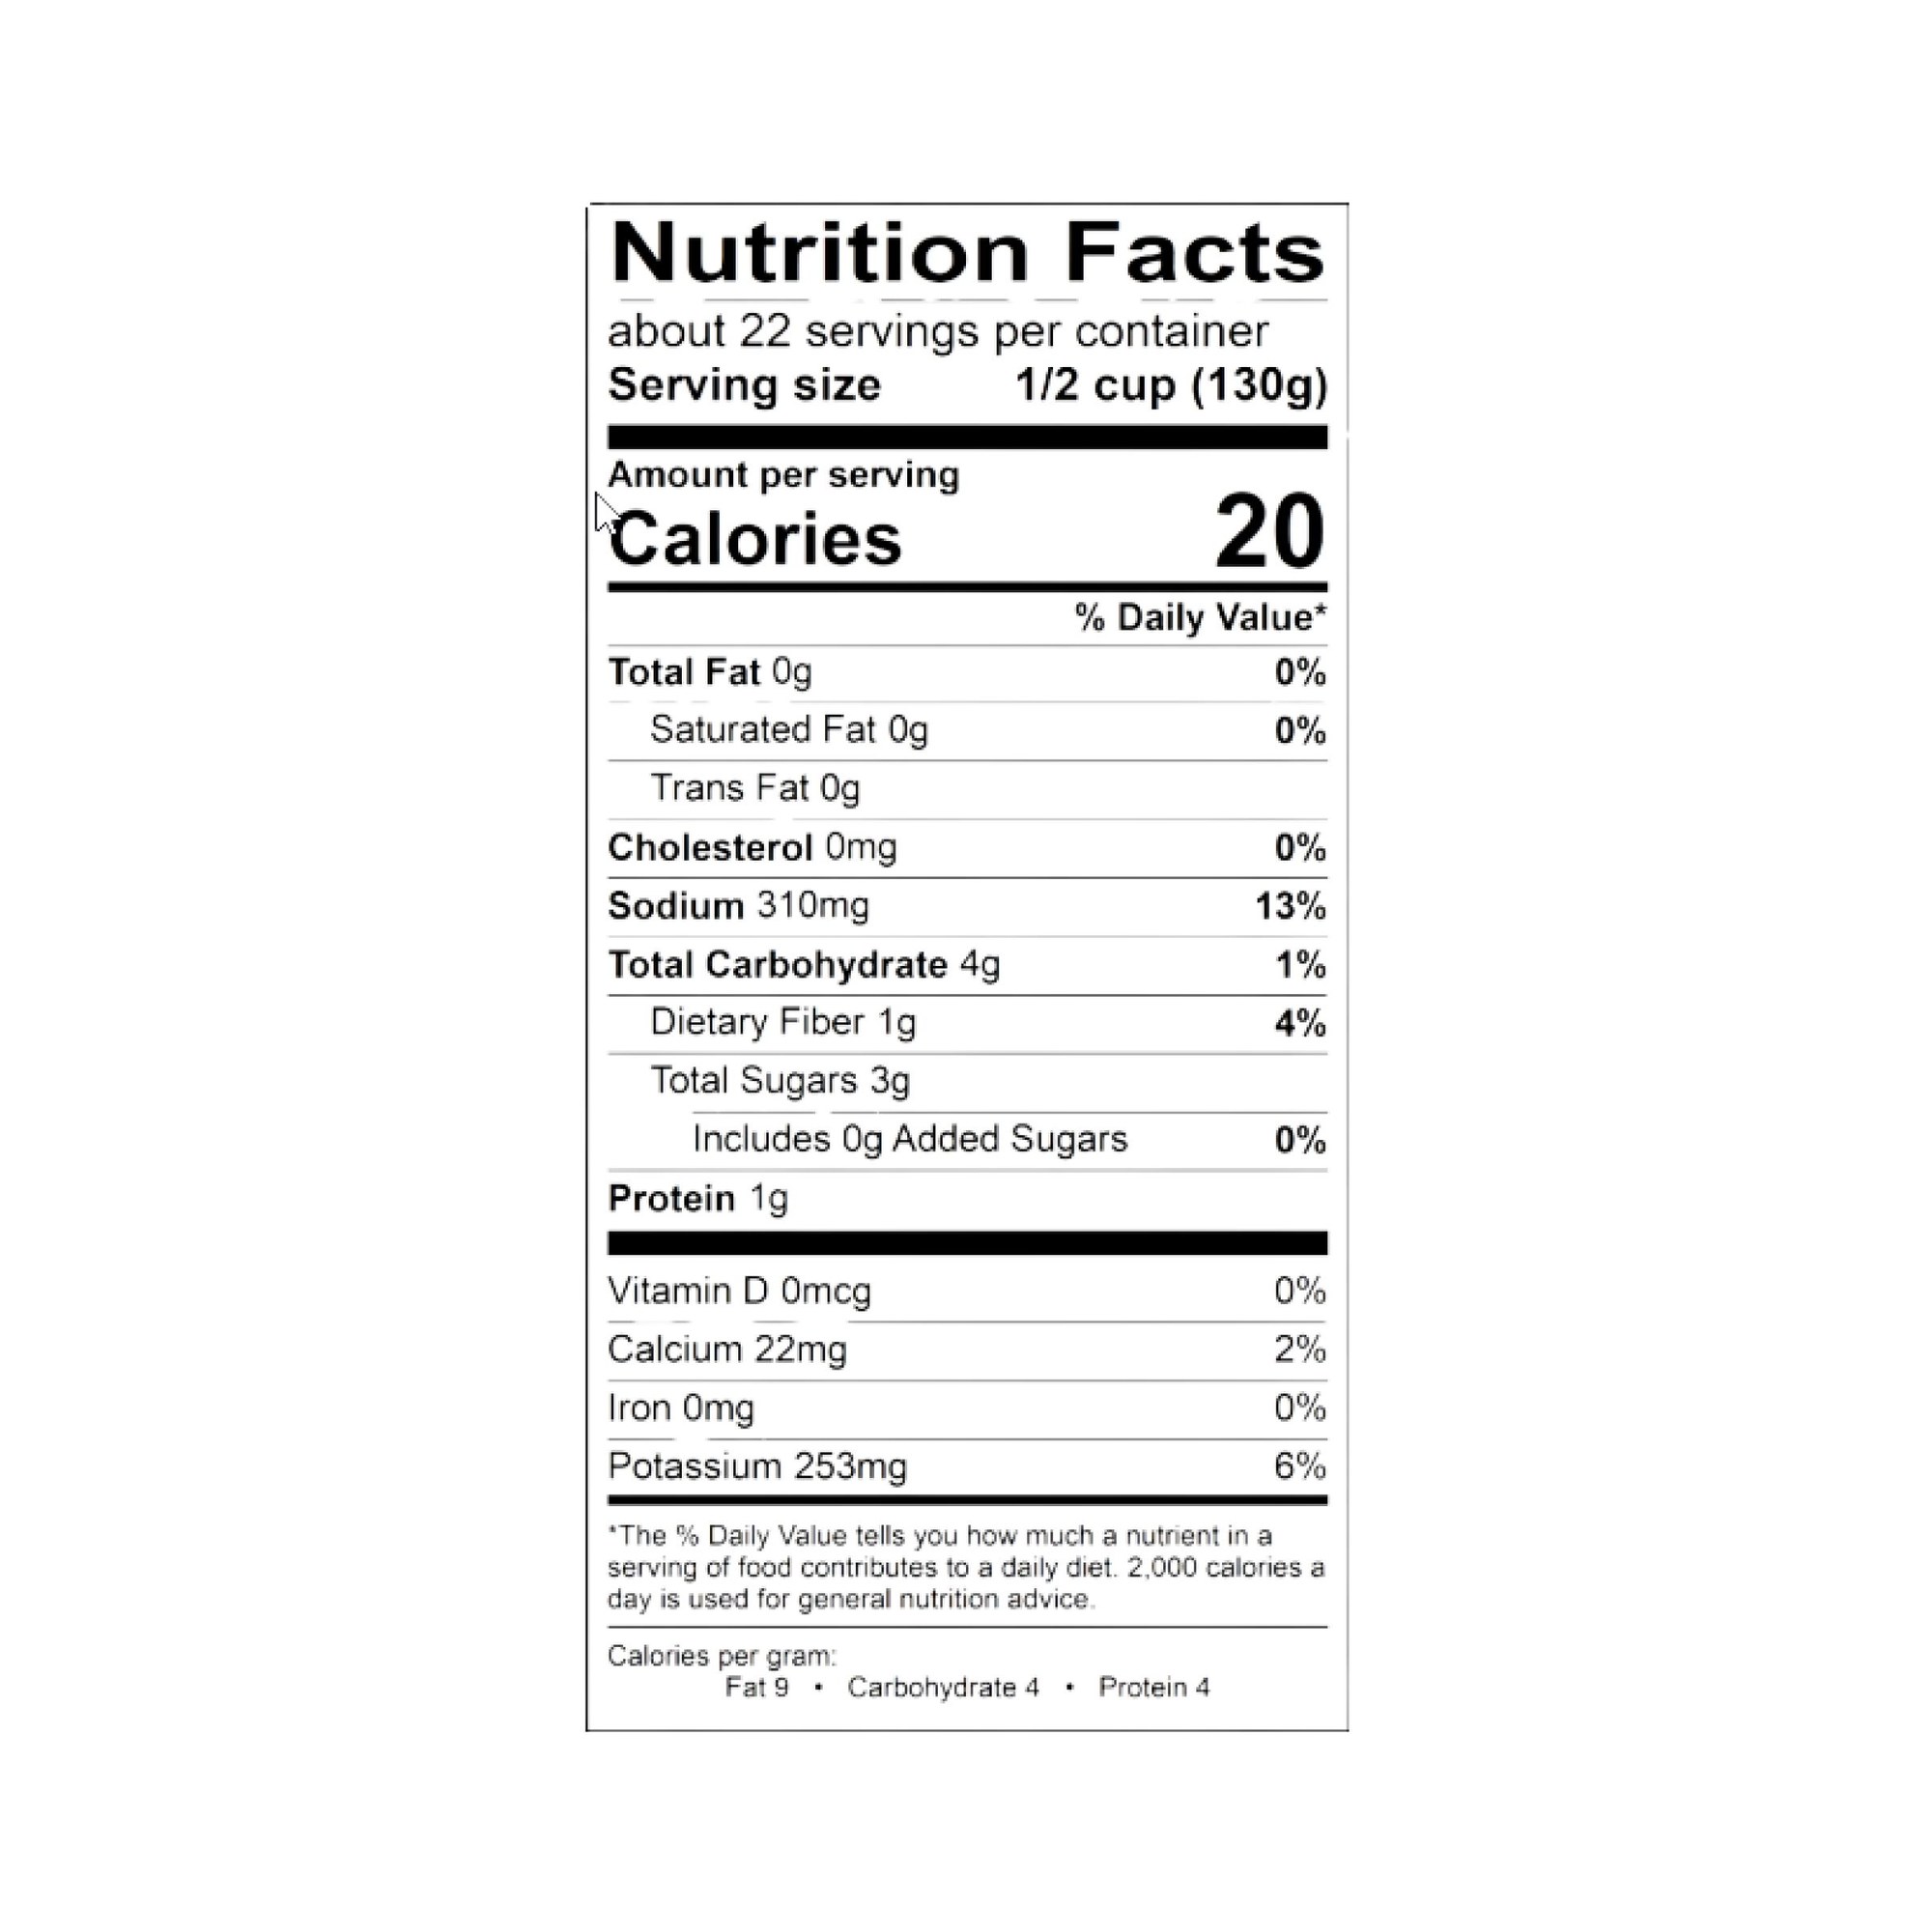 Nutrition Facts
about 22 servings per container
Serving size 1/2 cup (130g)
Amount per serving
Calories 20
% Daily Value*
Total Fat 0g 0%
Saturated Fat 0g 0%
Trans Fat 0g
Cholesterol 0mg 0%
Sodium 310mg 13%
Total Carbohydrate 4g 1%
Dietary Fiber 1g 4%
Total Sugars 3g
Includes 0g Added Sugars 0%
Protein 1g
Vitamin D 0mcg 0%
Calcium 22mg 2%
Iron 0mg 0%
Potassium 253mg 6%
*The % Daily Value tells you how much a nutrient in a
serving of food contributes to a daily diet. 2,000 calories a
day is used for general nutrition advice.
Calories per gram:
Fat 9 • Carbohydrate 4 • Protein 4